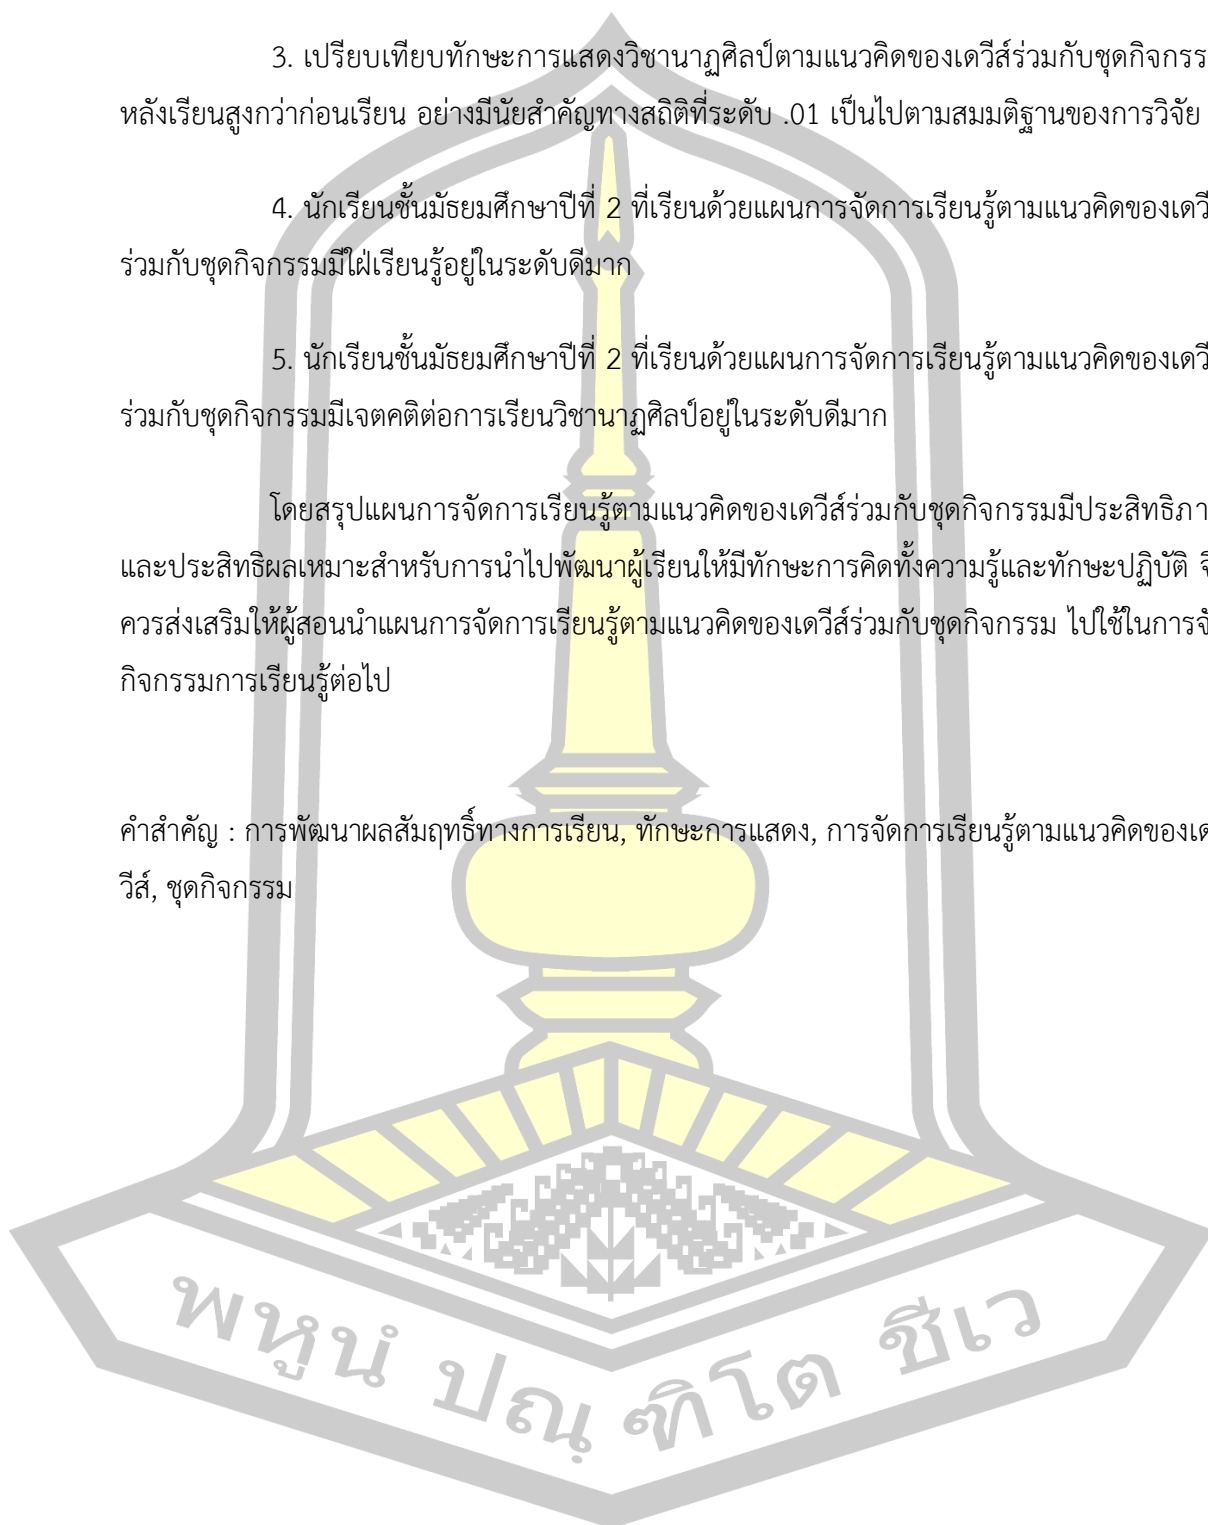 3. เปรียบเทียบทักษะการแสดงวิชานาฏศิลป์ตามแนวคิดของเดวีส์ร่วมกับชุดกิจกรร
หลังเรียนสูงกว่าก่อนเรียน อย่างมีนัยสำคัญทางสถิติที่ระดับ .01 เป็นไปตามสมมติฐานของการวิจัย
4. นักเรียนชั้นมัธยมศึกษาปีที่ 2 ที่เรียนด้วยแผนการจัดการเรียนรู้ตามแนวคิดของเดวี
ร่วมกับชุดกิจกรรมมีใฝ่เรียนรู้อยู่ในระดับดีมาก
5. นักเรียนชั้นมัธยมศึกษาปีที่ 2 ที่เรียนด้วยแผนการจัดการเรียนรู้ตามแนวคิดของเดวี
ร่วมกับชุดกิจกรรมมีเจตคติต่อการเรียนวิชานาฏศิลป์อยู่ในระดับดีมาก
โดยสรุปแผนการจัดการเรียนรู้ตามแนวคิดของเดวีส์ร่วมกับชุดกิจกรรมมีประสิทธิภา
และประสิทธิผลเหมาะสำหรับการนำไปพัฒนาผู้เรียนให้มีทักษะการคิดทั้งความรู้และทักษะปฏิบัติ จึ
ควรส่งเสริมให้ผู้สอนนำแผนการจัดการเรียนรู้ตามแนวคิดของเดวีส์ร่วมกับชุดกิจกรรม ไปใช้ในการจั
กิจกรรมการเรียนรู้ต่อไป
คำสำคัญ : การพัฒนาผลสัมฤทธิ์ทางการเรียน, ทักษะการแสดง, การจัดการเรียนรู้ตามแนวคิดของเด
วีส์, ชุดกิจกรรม
พหูนํ ปณฺฑิโต ชีเว